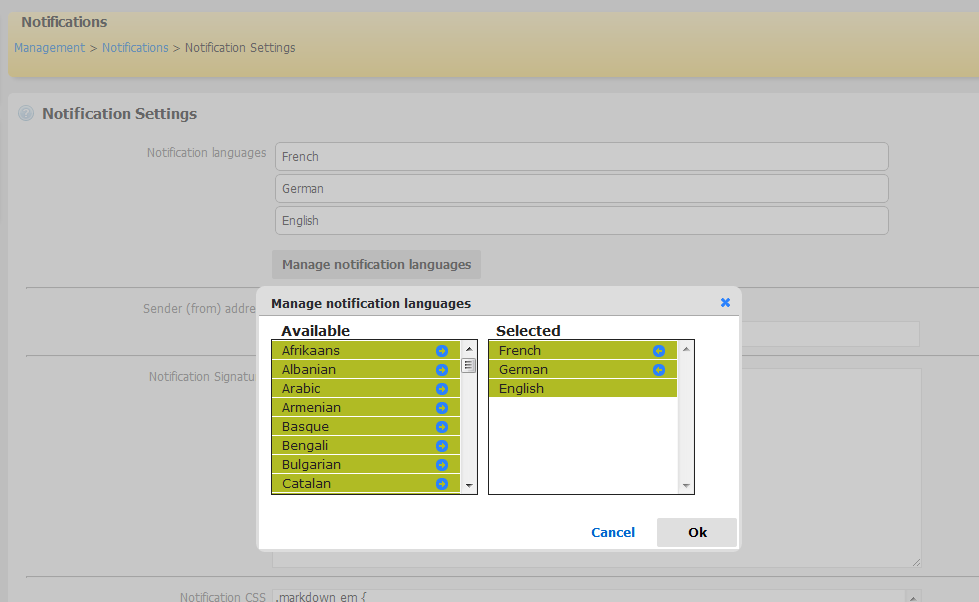 Notifications
Management > Notifications > Notification Settings
Notification Settings
Notification languages
French
German
English
Manage notification languages
Sender (from) addre
Notification Signatu
Manage notification languages
Available
Selected
Afrikaans
Albanian
Arabic
Armenian
Basque
Bengali
Bulgarian
Catalan
French
German
English
Cancel
Ok
Notification CSS
.markdown em {